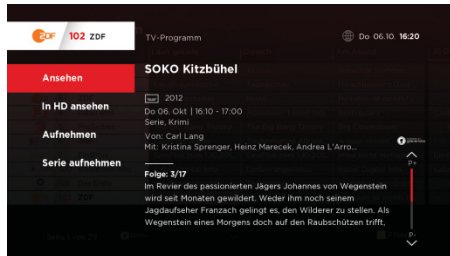 ZDF 102 ZDF
TV-Programm
Do 06.10. 16:20
Ansehen
In HD ansehen
Aufnehmen
Serie aufnehmen
SOKO Kitzbühel
2012
Do 06. Okt | 16:10 - 17:00
Serie, Krimi
Von: Carl Lang
Mit: Kristina Sprenger, Heinz Marecek, Andrea L'Arro...
Folge: 3/17
Im Revier des passionierten Jägers Johannes von Wegenstein
wird seit Monaten gewildert. Weder ihm noch seinem
Jagdaufseher Franzach gelingt es, den Wilderer zu stellen. Als
Wegenstein eines Morgens doch auf den Raubschützen trifft,
P+
P-